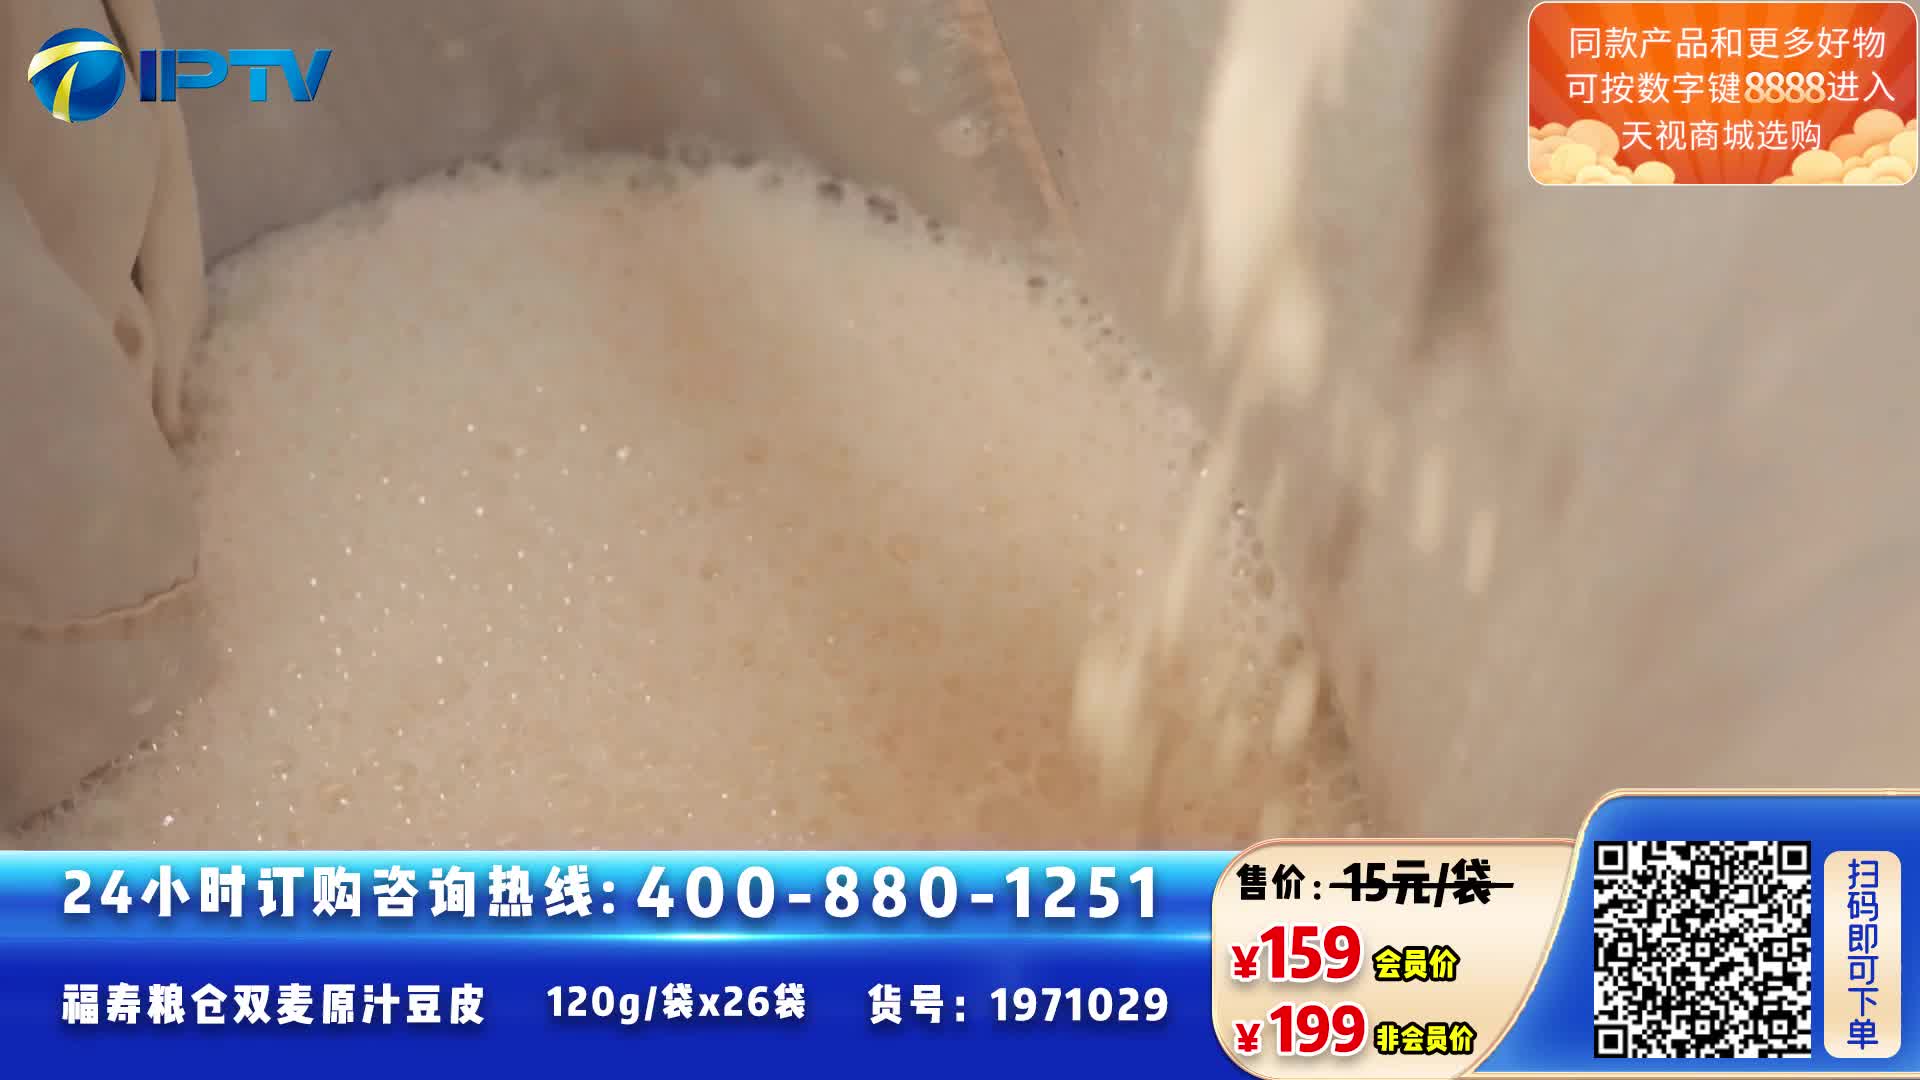 IPTV
同款产品和更多好物
可按数字键8888进入
天视商城选购
24小时订购咨询热线:400-880-1251
福寿粮仓双麦原汁豆皮 120g/袋x26袋 货号：1971029
售价：15元/袋
¥159 会员价
¥199 非会员价
扫码即可下单